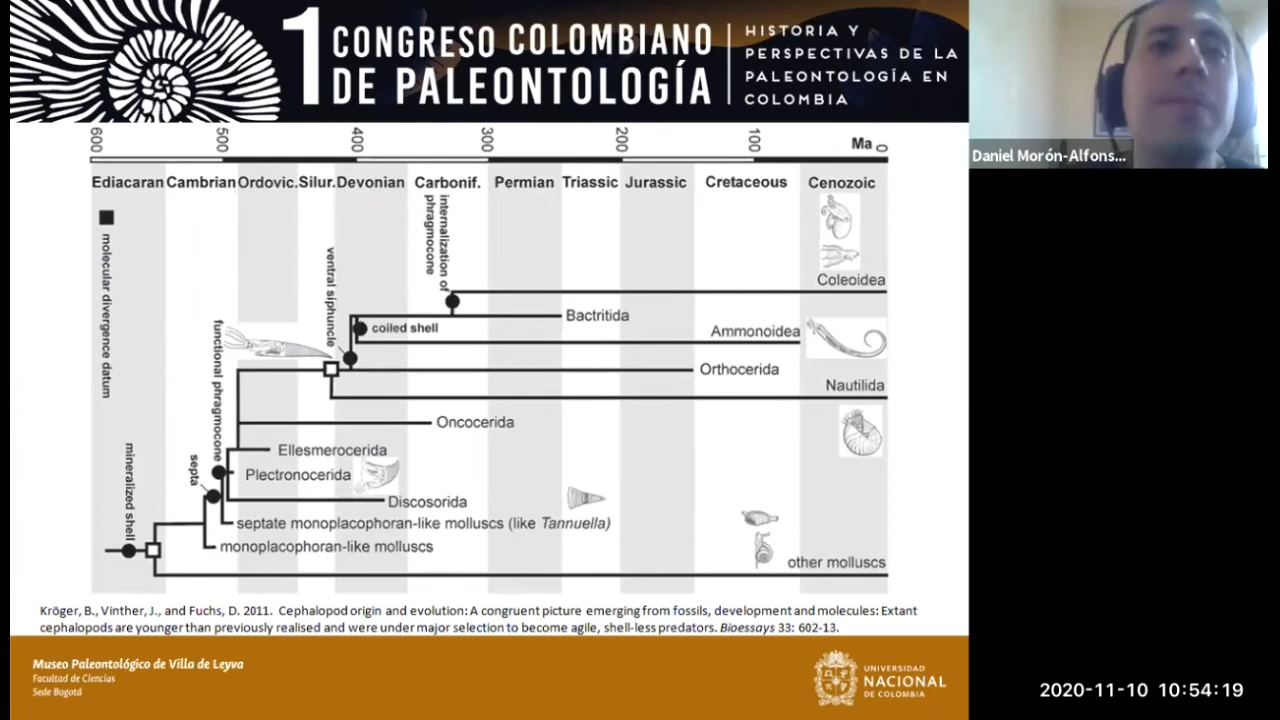 1 CONGRESO COLOMBIANO
DE PALEONTOLOGÍA
HISTORIA Y
PERSPECTIVAS DE LA
PALEONTOLOGÍA EN
COLOMBIA
Daniel Morón-Alfons...
600 500 400 300 200 100 Ma 0
Ediacaran Cambrian Ordovic. Silur. Devonian Carbonif. Permian Triassic Jurassic Cretaceous Cenozoic
molecular divergence datum
mineralized shell
septa
functional phragmocone
ventral siphuncle
internalization of
phragmocone
Coleoidea
Bactritida
coiled shell
Ammonoidea
Orthocerida
Nautilida
Oncocerida
Ellesmerocerida
Plectronocerida
Discosorida
septate monoplacophoran-like molluscs (like Tannuella)
monoplacophoran-like molluscs
other molluscs
Kröger, B., Vinther, J., and Fuchs, D. 2011. Cephalopod origin and evolution: A congruent picture emerging from fossils, development and molecules: Extant
cephalopods are younger than previously realised and were under major selection to become agile, shell-less predators. Bioessays 33: 602-13.
Museo Paleontológico de Villa de Leyva
Facultad de Ciencias
Sede Bogotá
UNIVERSIDAD
NACIONAL
DE COLOMBIA
2020-11-10 10:54:19